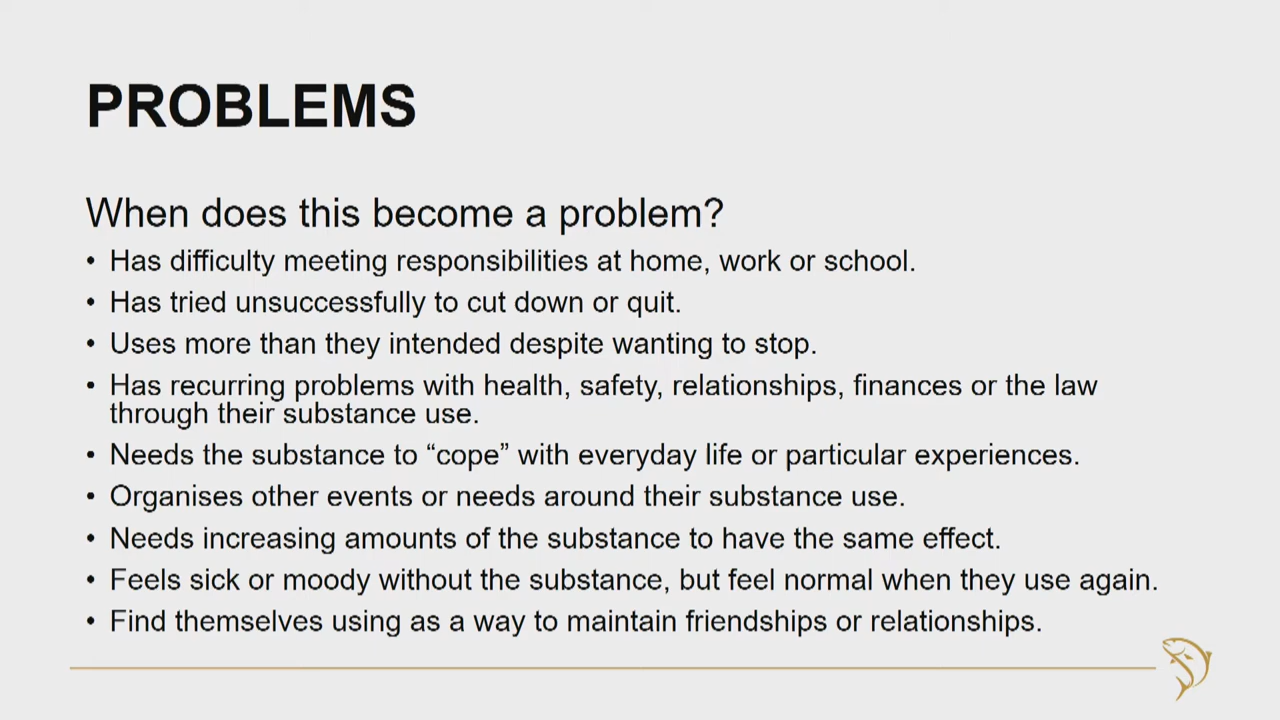 PROBLEMS
When does this become a problem?
• Has difficulty meeting responsibilities at home, work or school.
• Has tried unsuccessfully to cut down or quit.
• Uses more than they intended despite wanting to stop.
• Has recurring problems with health, safety, relationships, finances or the law
through their substance use.
• Needs the substance to “cope” with everyday life or particular experiences.
• Organises other events or needs around their substance use.
• Needs increasing amounts of the substance to have the same effect.
• Feels sick or moody without the substance, but feel normal when they use again.
• Find themselves using as a way to maintain friendships or relationships.